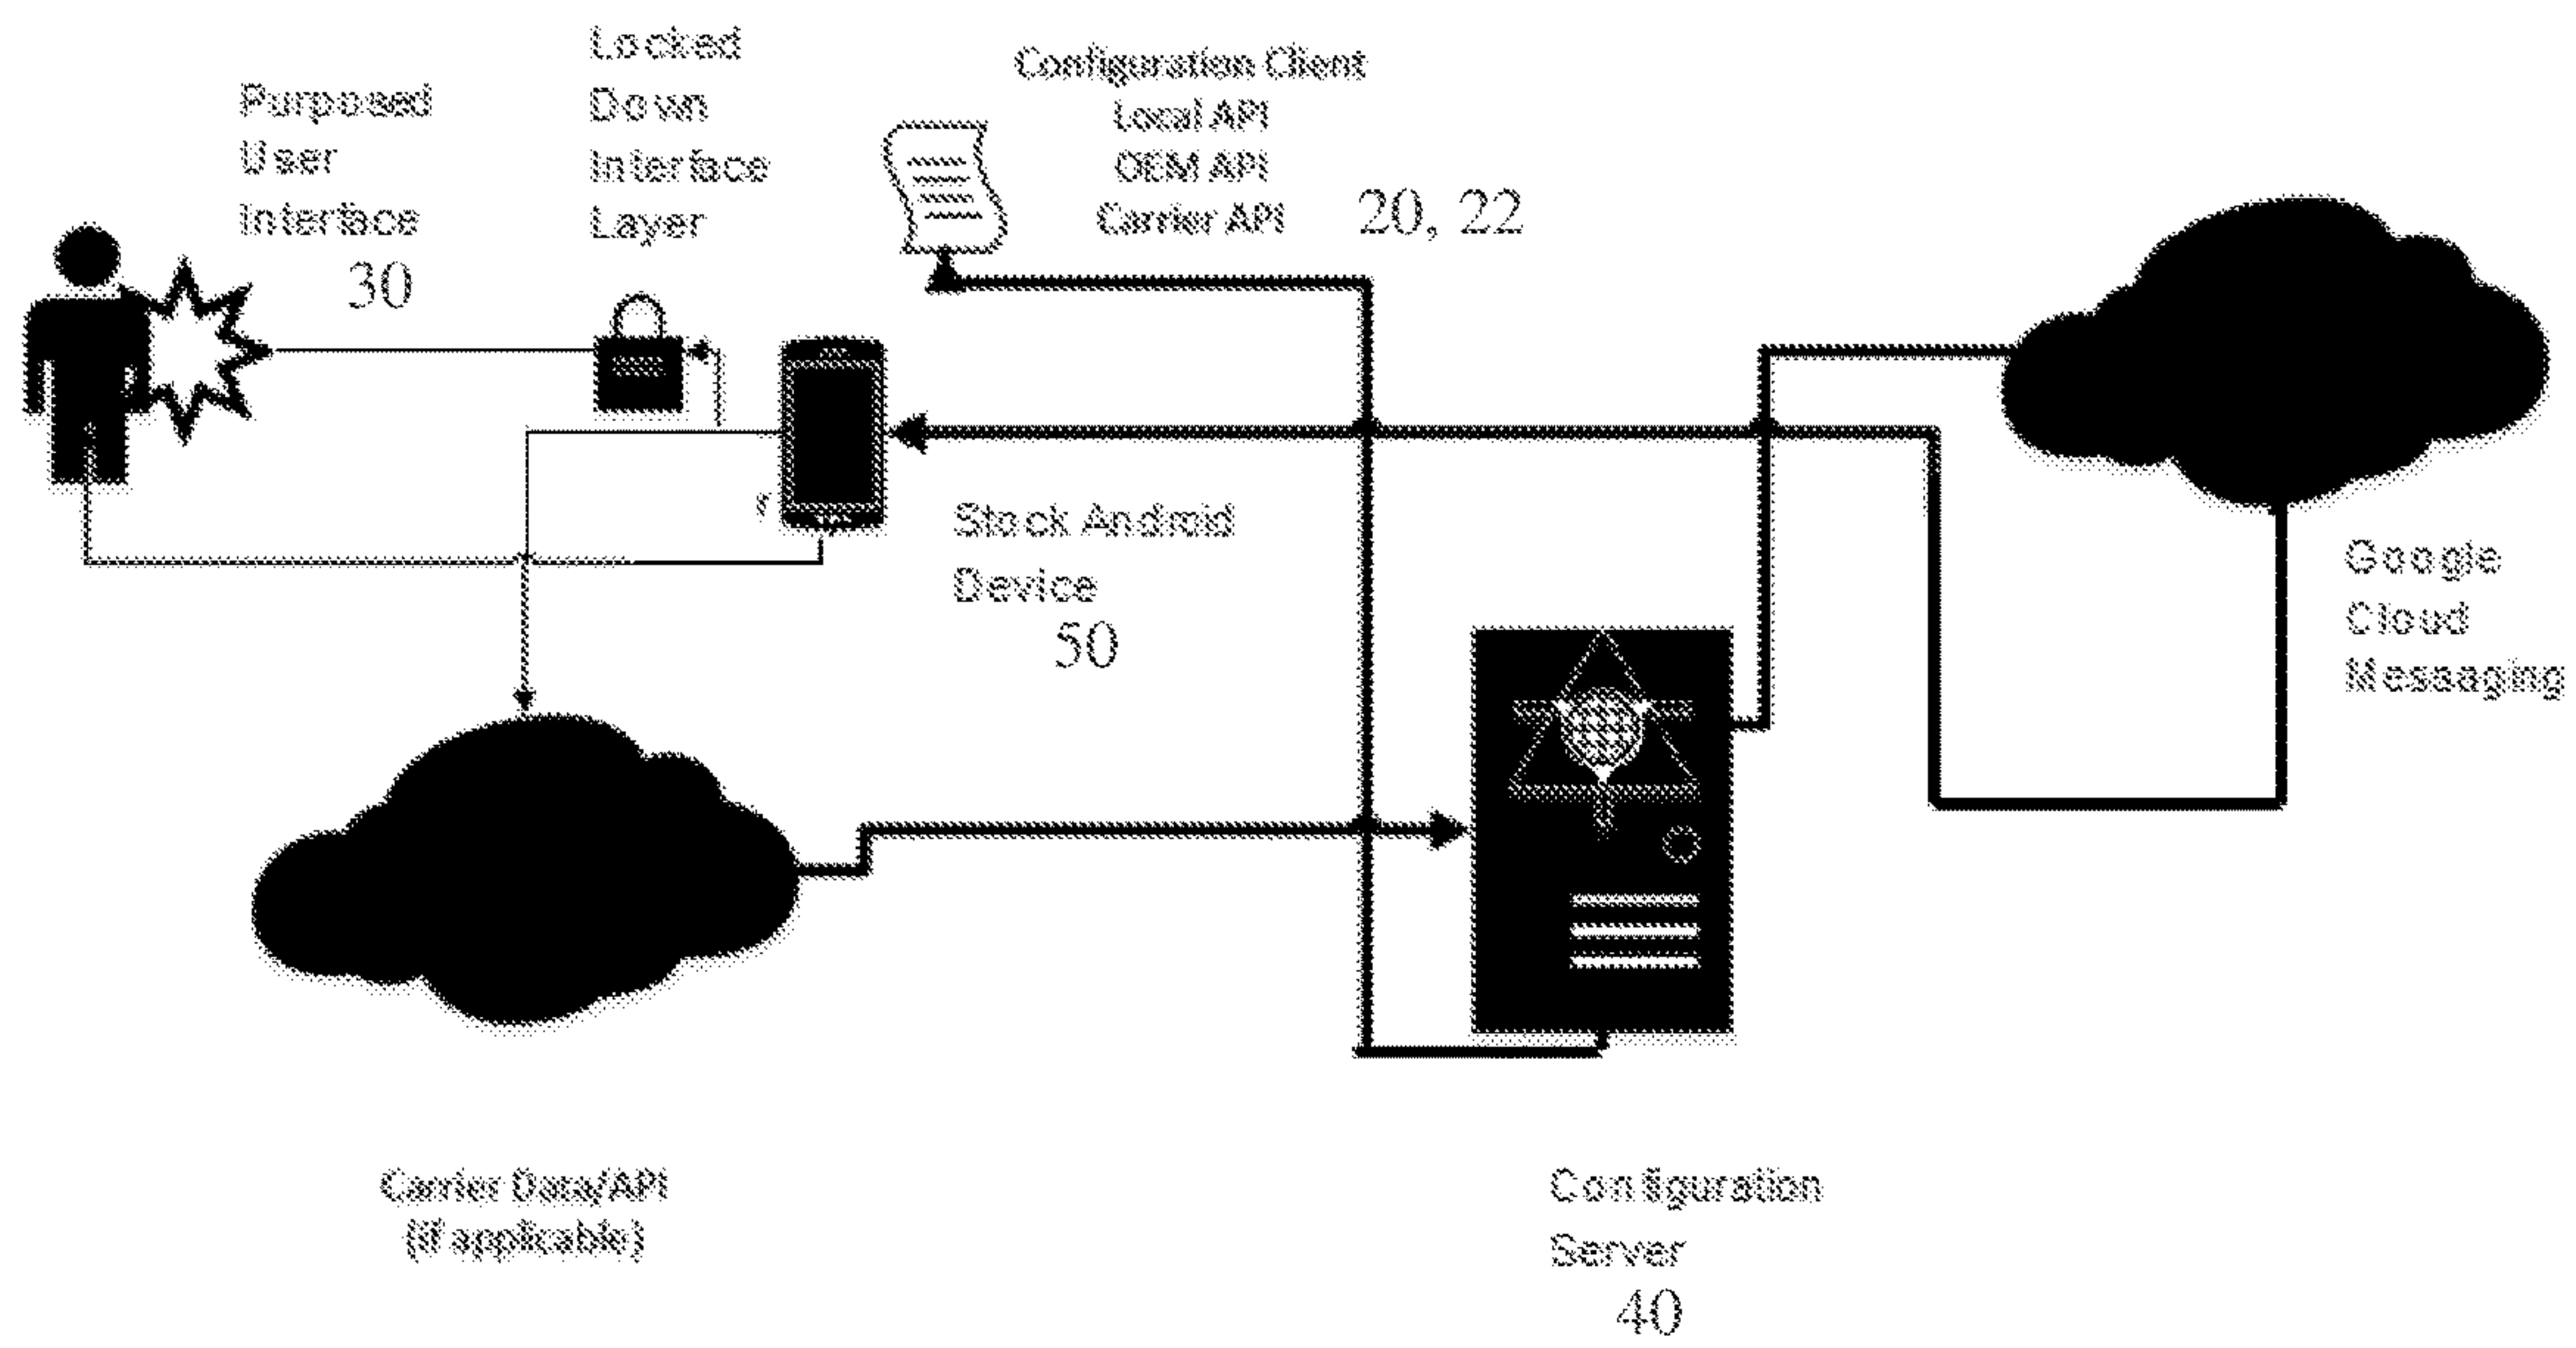 Purposed
User
Interface
30
Locked
Down
Interface
Layer
Configuration Client
Local API
OEM API
Carrier API
20, 22
Stock Android
Device
50
Google
Cloud
Messaging
Carrier Data/API
(if applicable)
Configuration
Server
40